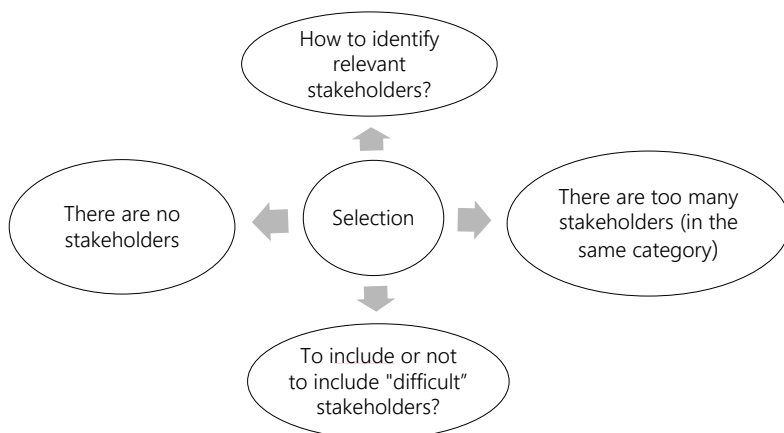 How to identify
relevant
stakeholders?
There are no
stakeholders
Selection
There are too many
stakeholders (in the
same category)
To include or not
to include "difficult”
stakeholders?